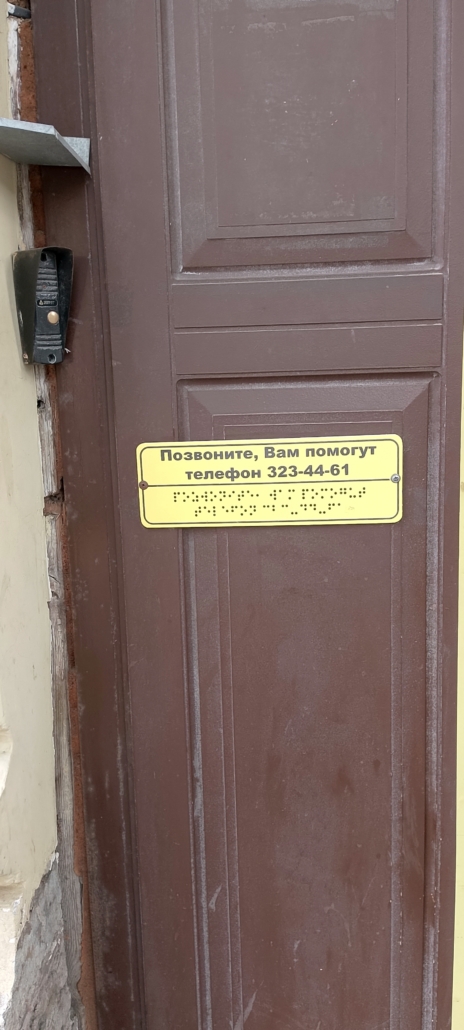 Позвоните, Вам помогут
телефон 323-44-61